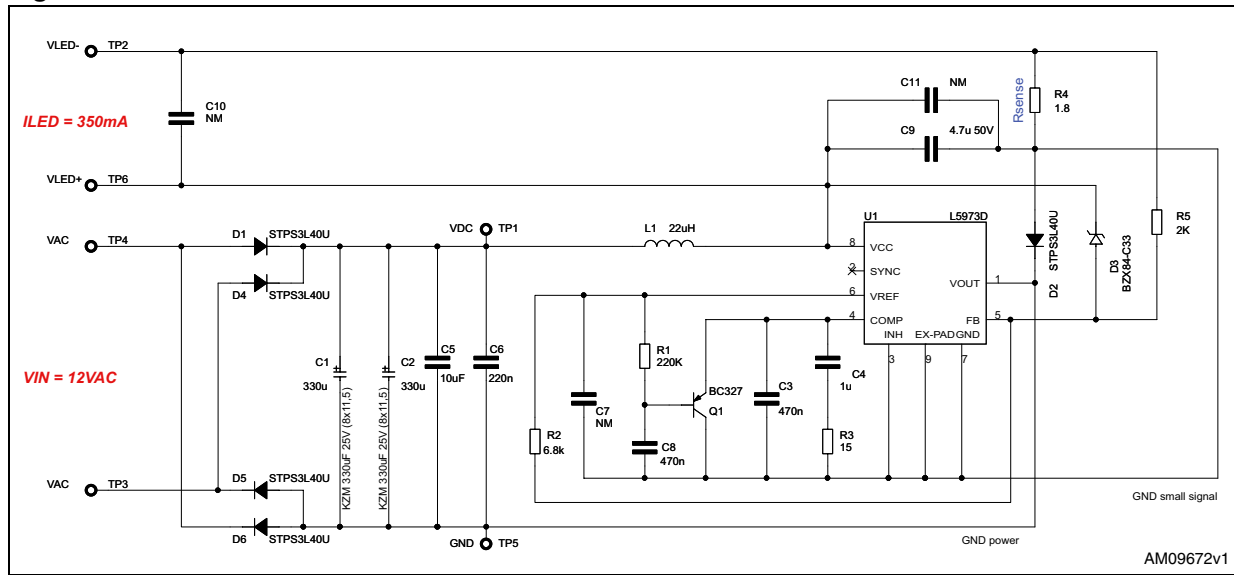 VLED- TP2
C10
NM
ILED = 350mA
VLED+ TP6
C11 NM
C9 4.7u 50V
Rsense
R4
1.8
VAC TP4
D1 STPS3L40U
D4 STPS3L40U
VDC TP1
L1 22uH
U1 L5973D
8 VCC
2 SYNC
6 VREF
4 COMP
VOUT 1
FB 5
INH EX-PAD GND
3 9 7
D2 STPS3L40U
D3
BZX84-C33
R5
2K
VIN = 12VAC
C1
330u
KZM 330uF 25V (8x11,5)
C2
330u
KZM 330uF 25V (8x11,5)
C5
10uF
C6
220n
R1
220K
BC327
Q1
C3
470n
C4
1u
R2
6.8k
C7
NM
C8
470n
R3
15
VAC TP3
D5 STPS3L40U
D6 STPS3L40U
GND TP5
GND small signal
GND power
AM09672v1